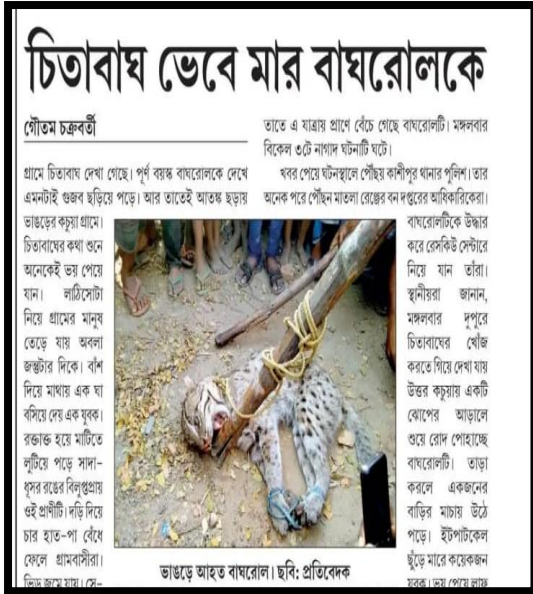 চিতাবাঘ ভেবে মার বাঘরোলকে
গৌতম চক্রবর্তী
গ্রামে চিতাবাঘ দেখা গেছে। পূর্ণ বয়স্ক বাঘরোলকে দেখে
এমনটাই গুজব ছড়িয়ে পড়ে। আর তাতেই আতঙ্ক ছড়ায়
ভাঙড়ের কচুয়া গ্রামে।
চিতাবাঘের কথা শুনে
অনেকেই ভয় পেয়ে
যান। লাঠিসোটা
নিয়ে গ্রামের মানুষ
তেড়ে যায় অবলা
জন্তুটার দিকে। বাঁশ
দিয়ে মাথায় এক ঘা
বসিয়ে দেয় এক যুবক।
রক্তাক্ত হয়ে মাটিতে
লুটিয়ে পড়ে সাদা-
ধূসর রঙের বিলুপ্তপ্রায়
ওই প্রাণীটি। দড়ি দিয়ে
চার হাত-পা বেঁধে
ফেলে গ্রামবাসীরা।
ভিড় জমে যায়। সে-
তাতে এ যাত্রায় প্রাণে বেঁচে গেছে বাঘরোলটি। মঙ্গলবার
বিকেল ৩টে নাগাদ ঘটনাটি ঘটে।
খবর পেয়ে ঘটনাস্থলে পৌঁছয় কাশীপুর থানার পুলিশ। তার
অনেক পরে পৌঁছন মাতলা রেঞ্জের বন দপ্তরের আধিকারিকেরা।
বাঘরোলটিকে উদ্ধার
করে রেসকিউ সেন্টারে
নিয়ে যান তাঁরা।
স্থানীয়রা জানান,
মঙ্গলবার দুপুরে
চিতাবাঘের খোঁজ
করতে গিয়ে দেখা যায়
উত্তর কচুয়ায় একটি
ঝোপের আড়ালে
শুয়ে রোদ পোহাচ্ছে
বাঘরোলটি। তাড়া
করলে একজনের
বাড়ির মাচায় উঠে
পড়ে। ইটপাটকেল
ছুঁড়ে মারে কয়েকজন
যুবক। ভয় পেয়ে লাফ
ভাঙড়ে আহত বাঘরোল। ছবি: প্রতিবেদক